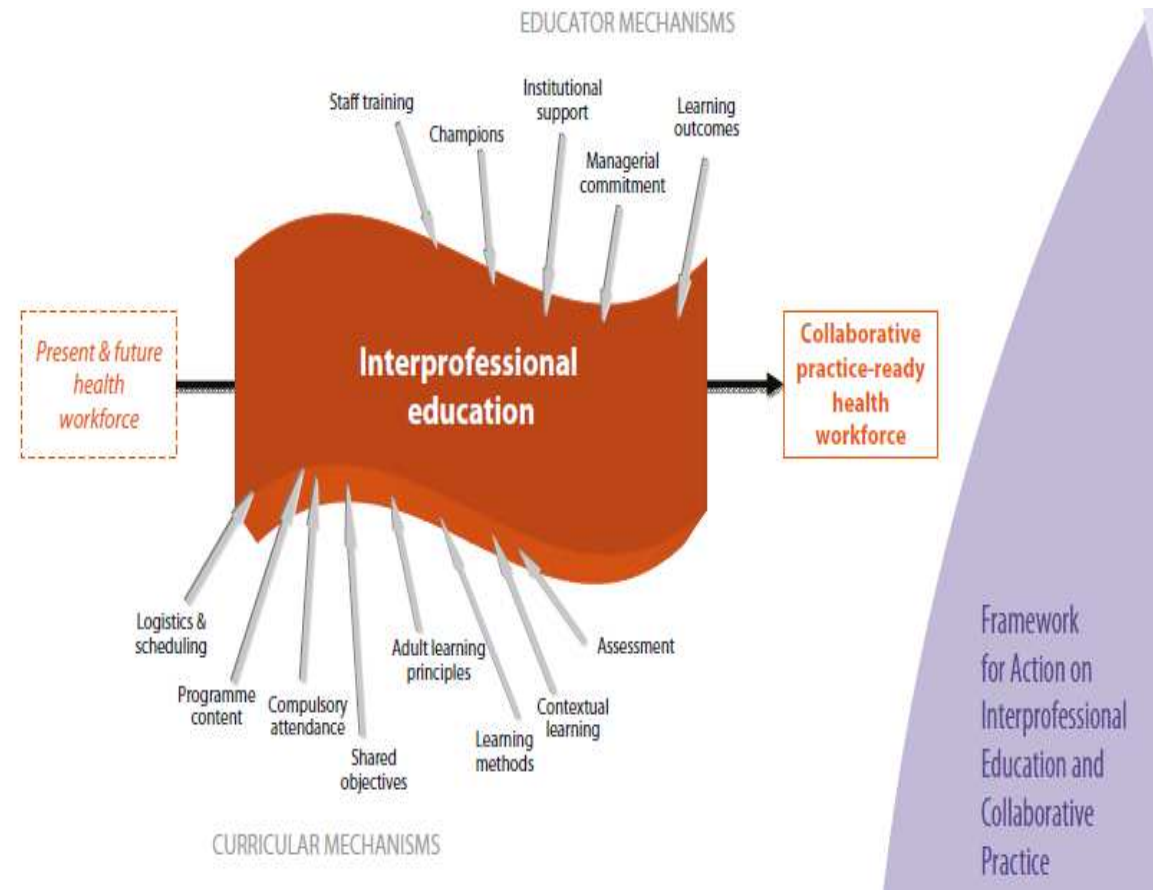 EDUCATOR MECHANISMS
Staff training
Champions
Institutional
support
Managerial
commitment
Learning
outcomes
Present & future
health
workforce
Interprofessional
education
Collaborative
practice-ready
health
workforce
Logistics &
scheduling
Programme
content
Compulsory
attendance
Shared
objectives
Adult learning
principles
Learning
methods
Contextual
learning
Assessment
CURRICULAR MECHANISMS
Framework
for Action on
Interprofessional
Education and
Collaborative
Practice